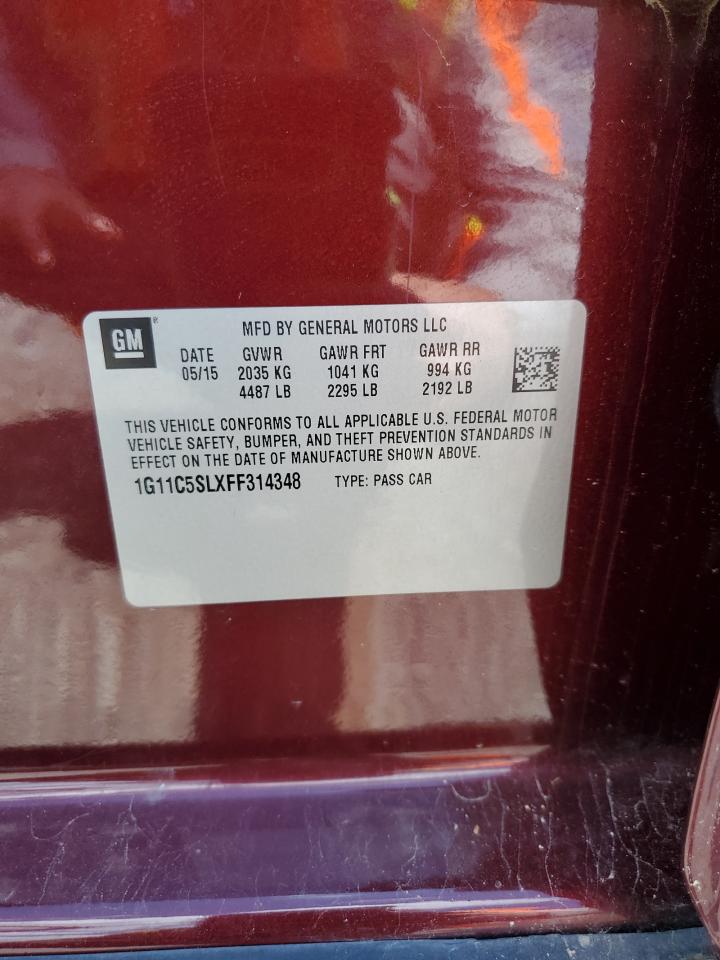 GM ®
MFD BY GENERAL MOTORS LLC
DATE GVWR GAWR FRT GAWR RR
05/15 2035 KG 1041 KG 994 KG
4487 LB 2295 LB 2192 LB
THIS VEHICLE CONFORMS TO ALL APPLICABLE U.S. FEDERAL MOTOR
VEHICLE SAFETY, BUMPER, AND THEFT PREVENTION STANDARDS IN
EFFECT ON THE DATE OF MANUFACTURE SHOWN ABOVE.
1G11C5SLXFF314348 TYPE: PASS CAR